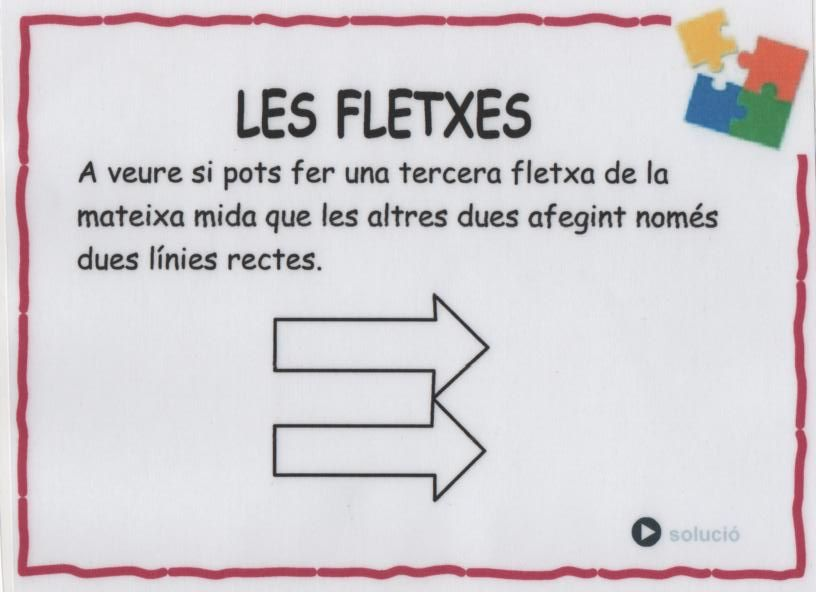 LES FLETXES
A veure si pots fer una tercera fletxa de la
mateixa mida que les altres dues afegint només
dues línies rectes.
solució